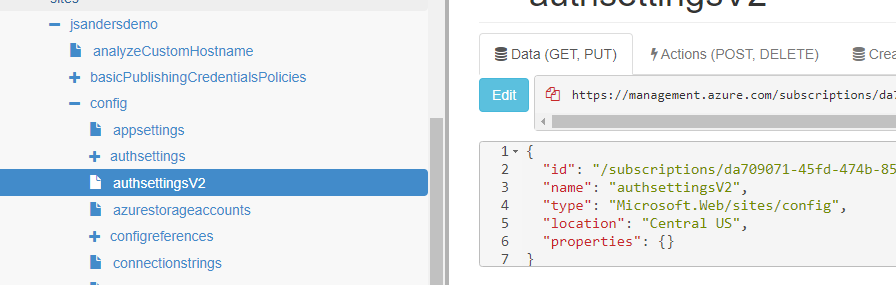 sites
authsettingsV2
jsandersdemo
analyzeCustomHostname
basicPublishingCredentialsPolicies
config
appsettings
authsettings
authsettingsV2
azurestorageaccounts
configreferences
connectionstrings
Data (GET, PUT)
Actions (POST, DELETE)
Crea
Edit
https://management.azure.com/subscriptions/da7
1 {
2 "id": "/subscriptions/da709071-45fd-474b-85
3 "name": "authsettingsV2",
4 "type": "Microsoft.Web/sites/config",
5 "location": "Central US",
6 "properties": {}
7 }